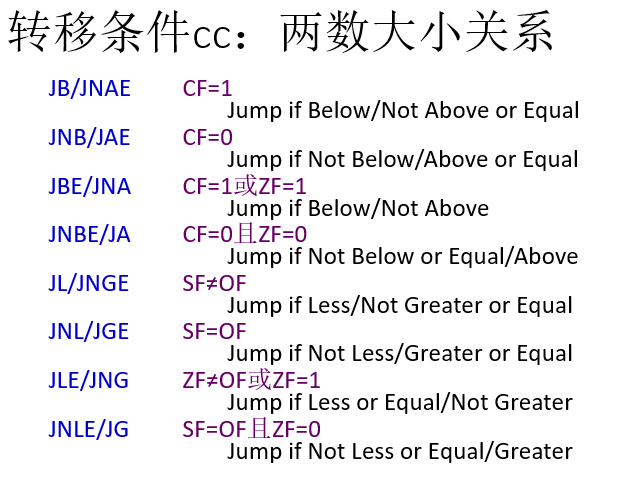 转移条件cc：两数大小关系
JB/JNAE CF=1
Jump if Below/Not Above or Equal
JNB/JAE CF=0
Jump if Not Below/Above or Equal
JBE/JNA CF=1或ZF=1
Jump if Below/Not Above
JNBE/JA CF=0且ZF=0
Jump if Not Below or Equal/Above
JL/JNGE SF≠OF
Jump if Less/Not Greater or Equal
JNL/JGE SF=OF
Jump if Not Less/Greater or Equal
JLE/JNG ZF≠OF或ZF=1
Jump if Less or Equal/Not Greater
JNLE/JG SF=OF且ZF=0
Jump if Not Less or Equal/Greater